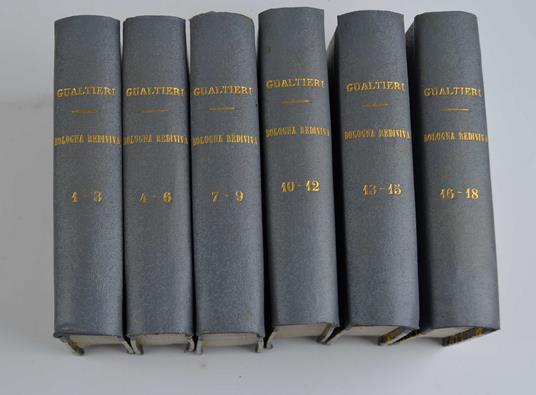 GUALTIERI
BOLOGNA REDIVIVA
1-3
GUALTIERI
BOLOGNA REDIVIVA
4-6
GUALTIERI
BOLOGNA REDIVIVA
7-9
GUALTIERI
BOLOGNA REDIVIVA
10-12
GUALTIERI
BOLOGNA REDIVIVA
13-15
GUALTIERI
BOLOGNA REDIVIVA
16-18